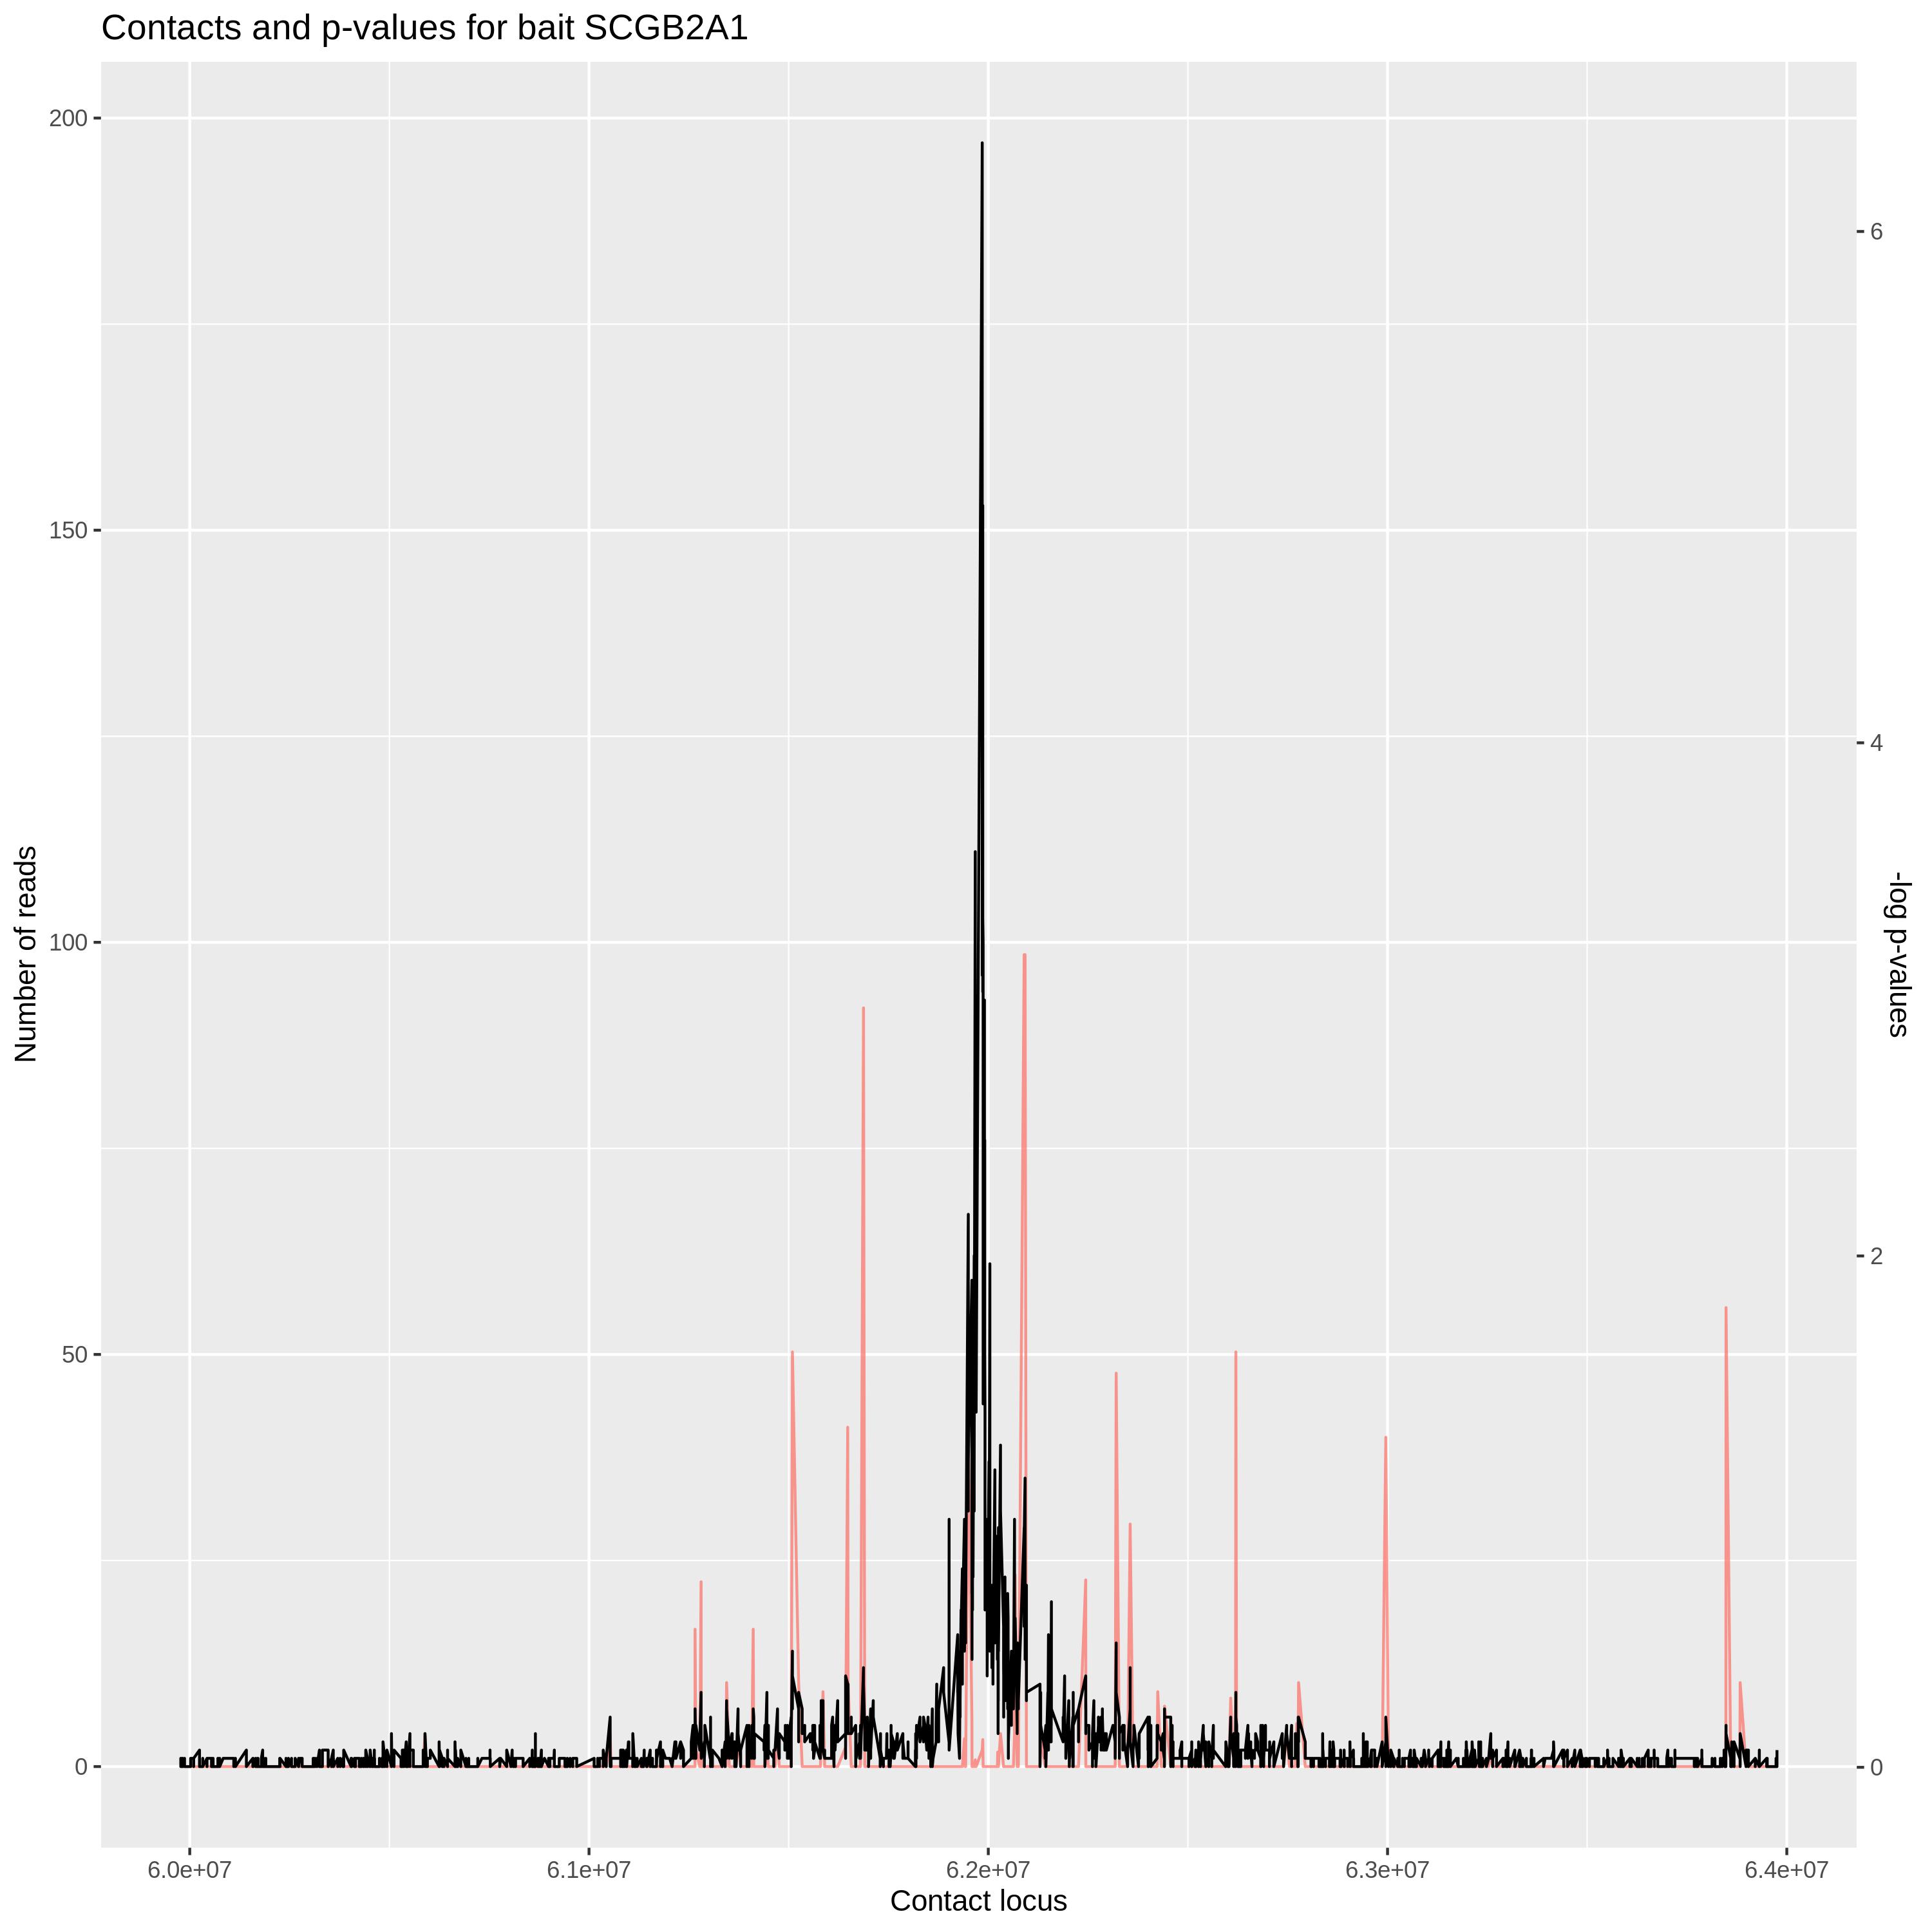 Contacts and p-values for bait SCGB2A1
200
150
100
50
0
Number of reads
6
4
2
0
-log p-values
6.0e+07
6.1e+07
6.2e+07
6.3e+07
6.4e+07
Contact locus